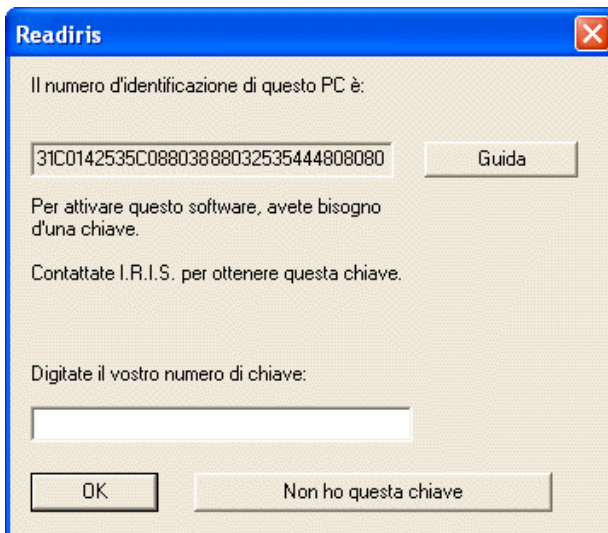 Readiris
Il numero d'identificazione di questo PC è:
31C0142535C08803888032535444808080
Guida
Per attivare questo software, avete bisogno
d'una chiave.
Contattate I.R.I.S. per ottenere questa chiave.
Digitate il vostro numero di chiave:
OK
Non ho questa chiave